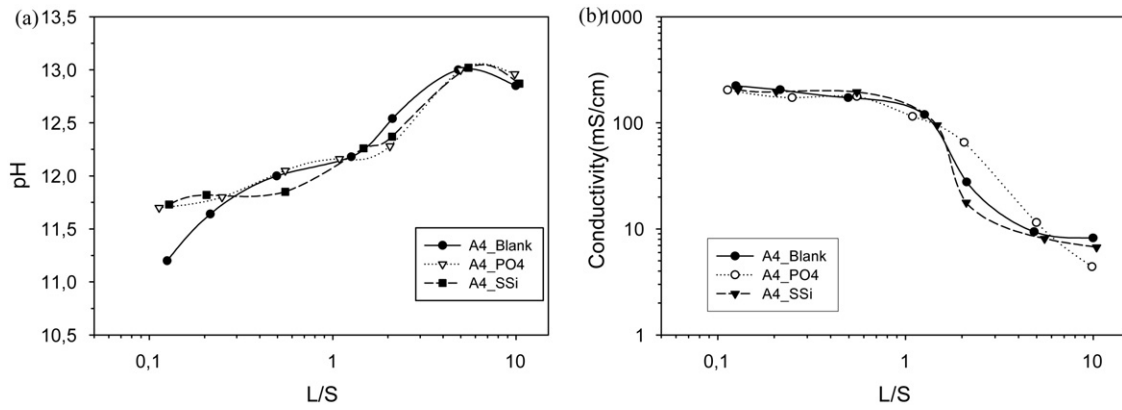 (a)
13,5
13,0
12,5
12,0
11,5
11,0
10,5
pH
0,1
1
10
L/S
A4_Blank
A4_PO4
A4_SSi
(b)
1000
100
10
1
Conductivity(mS/cm)
0,1
1
10
L/S
A4_Blank
A4_PO4
A4_SSi